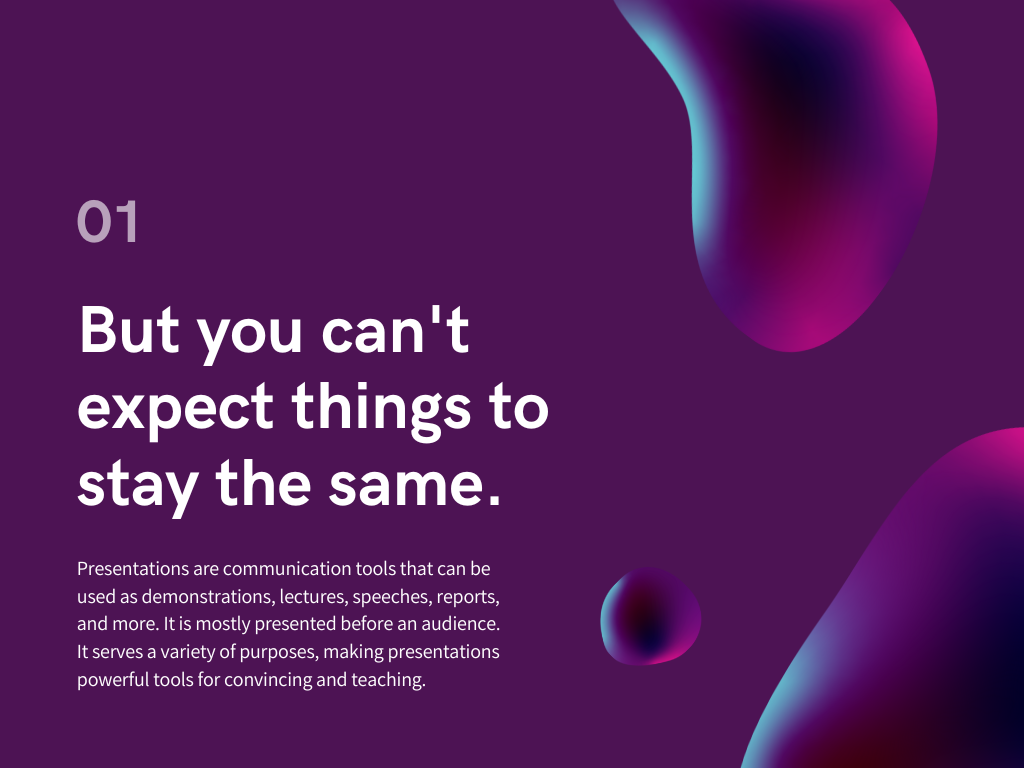 01
But you can't
expect things to
stay the same.
Presentations are communication tools that can be
used as demonstrations, lectures, speeches, reports,
and more. It is mostly presented before an audience.
It serves a variety of purposes, making presentations
powerful tools for convincing and teaching.